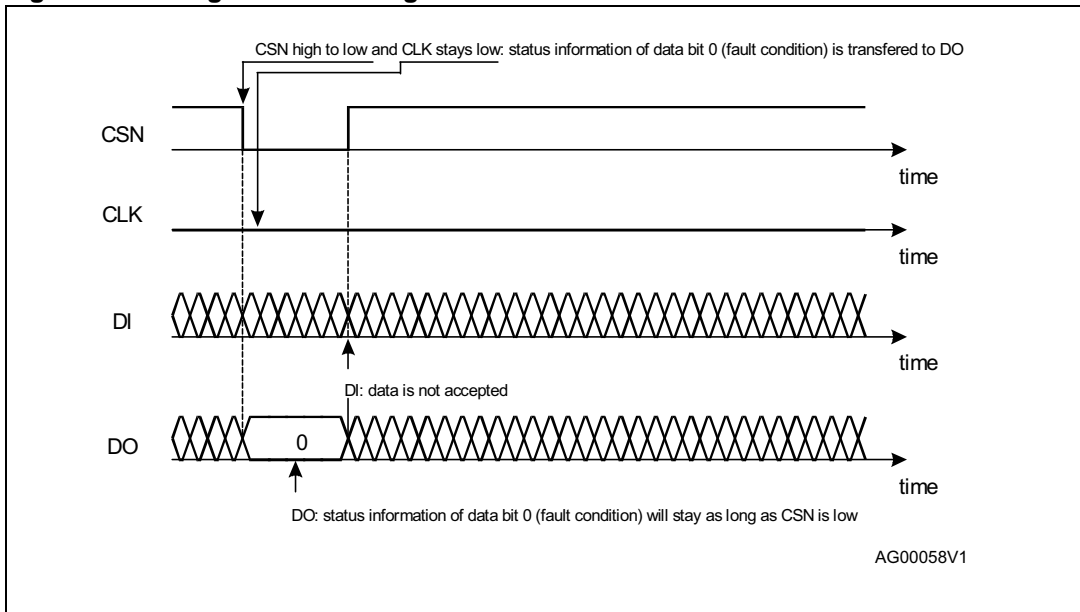 CSN high to low and CLK stays low: status information of data bit 0 (fault condition) is transfered to DO
CSN
time
CLK
time
DI
time
DI: data is not accepted
DO
0
time
DO: status information of data bit 0 (fault condition) will stay as long as CSN is low
AG00058V1